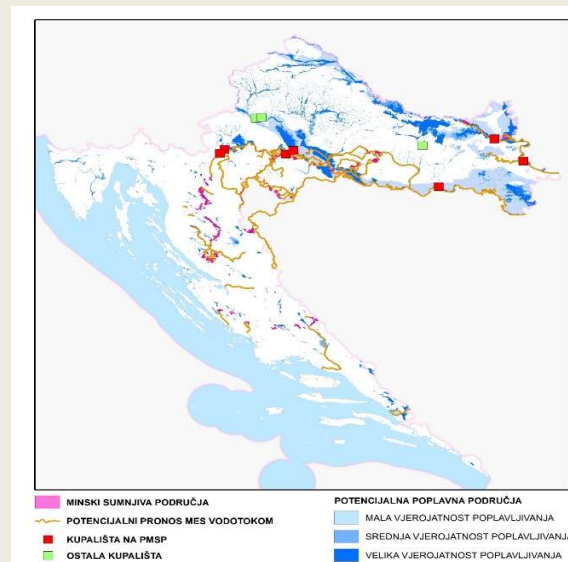 MINSKI SUMNJIVA PODRUČJA
POTENCIJALNI PRONOS MES VODOTOKOM
KUPALIŠTA NA PMSP
OSTALA KUPALIŠTA
POTENCIJALNA POPLAVNA PODRUČJA
MALA VJEROJATNOST POPLAVLJIVANJA
SREDNJA VJEROJATNOST POPLAVLJIVANJA
VELIKA VJEROJATNOST POPLAVLJIVANJA